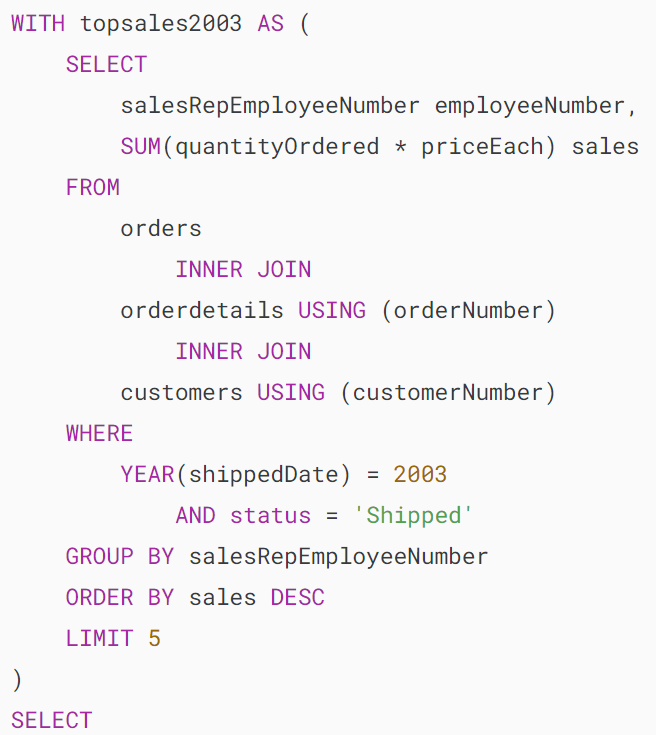 WITH topsales2003 AS (
    SELECT
        salesRepEmployeeNumber employeeNumber,
        SUM(quantityOrdered * priceEach) sales
    FROM
        orders
            INNER JOIN
        orderdetails USING (orderNumber)
            INNER JOIN
        customers USING (customerNumber)
    WHERE
        YEAR(shippedDate) = 2003
            AND status = 'Shipped'
    GROUP BY salesRepEmployeeNumber
    ORDER BY sales DESC
    LIMIT 5
)
SELECT